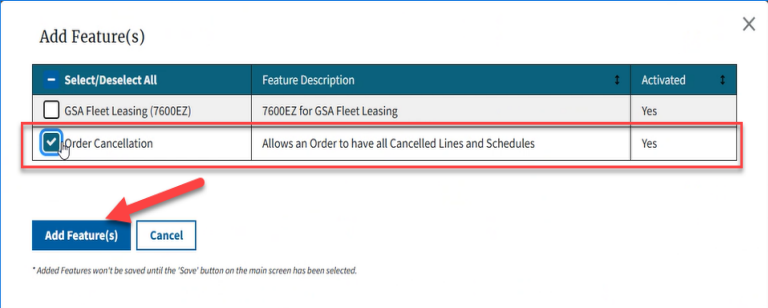 Add Feature(s)
Select/Deselect All Feature Description Activated
GSA Fleet Leasing (7600EZ) 7600EZ for GSA Fleet Leasing Yes
Order Cancellation Allows an Order to have all Cancelled Lines and Schedules Yes
Add Feature(s) Cancel
* Added Features won't be saved until the 'Save' button on the main screen has been selected.